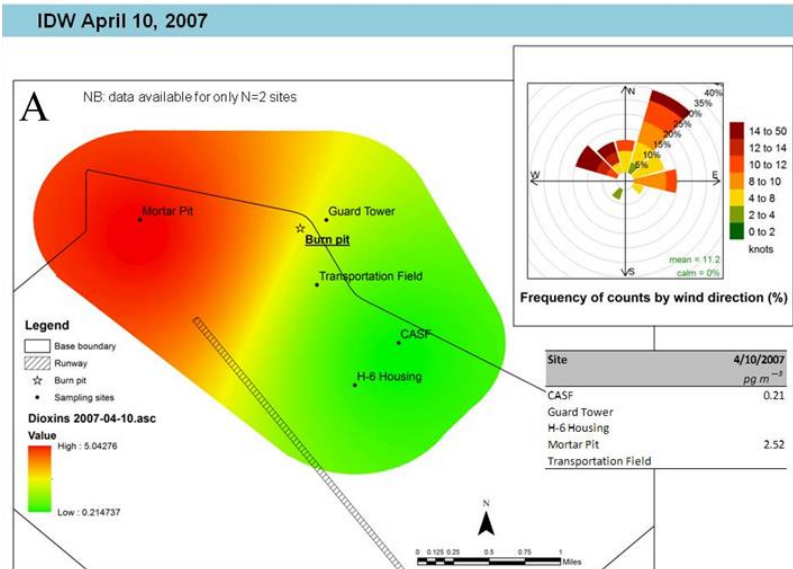 IDW April 10, 2007
A
NB: data available for only N=2 sites
Mortar Pit
Guard Tower
Burn pit
Transportation Field
CASF
H-6 Housing
Legend
Base boundary
Runway
Burn pit
Sampling sites
Dioxins 2007-04-10.asc
Value
High : 5.04276
Low : 0.214737
N
0 0.125 0.25 0.5 0.75 1
Miles
N
W
E
S
40%
35%
30%
25%
20%
15%
10%
5%
mean = 11.2
calm = 0%
14 to 50
12 to 14
10 to 12
8 to 10
4 to 8
2 to 4
0 to 2
knots
Frequency of counts by wind direction (%)
Site 4/10/2007
pg m⁻³
CASF 0.21
Guard Tower
H-6 Housing
Mortar Pit 2.52
Transportation Field